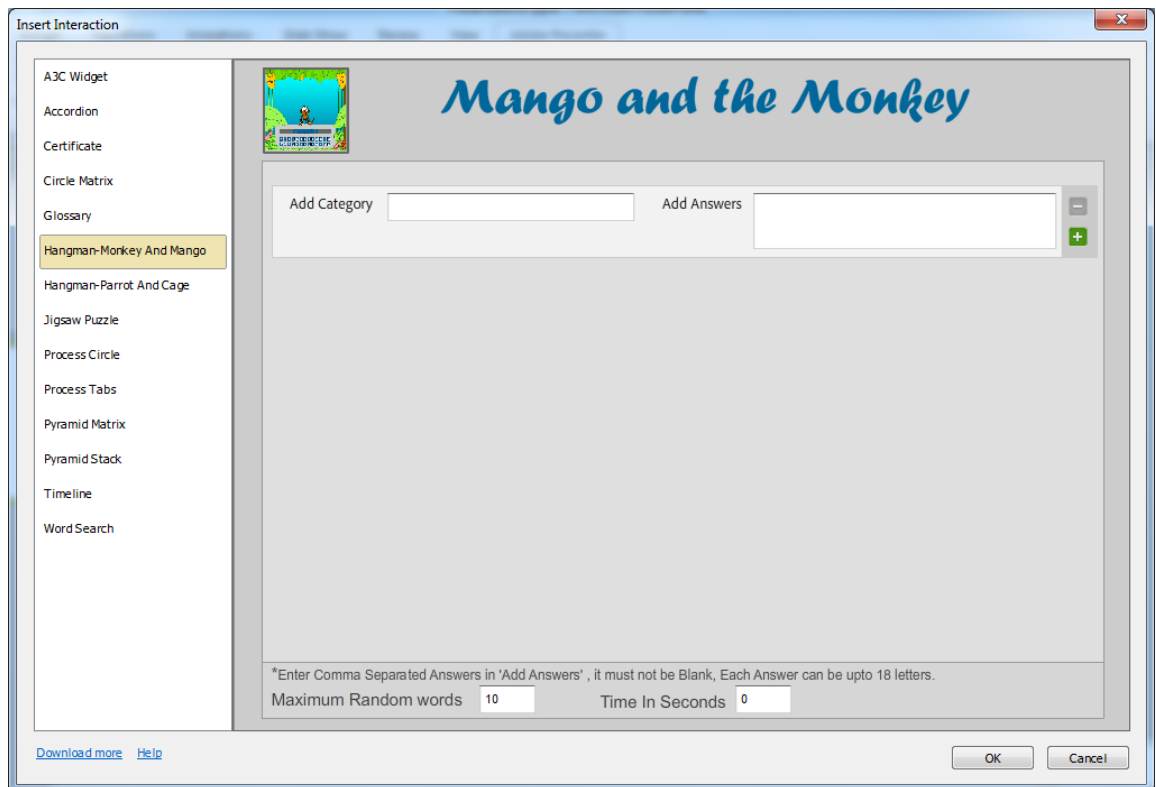 Insert Interaction
A3C Widget
Accordion
Certificate
Circle Matrix
Glossary
Hangman-Monkey And Mango
Hangman-Parrot And Cage
Jigsaw Puzzle
Process Circle
Process Tabs
Pyramid Matrix
Pyramid Stack
Timeline
Word Search
Mango and the Monkey
Add Category Add Answers
*Enter Comma Separated Answers in 'Add Answers' , it must not be Blank, Each Answer can be upto 18 letters.
Maximum Random words 10 Time In Seconds 0
Download more Help
OK Cancel